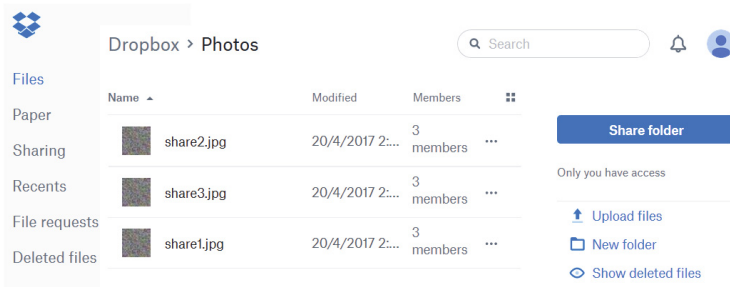 Dropbox > Photos
Search
Files
Paper
Sharing
Recents
File requests
Deleted files
Name Modified Members
share2.jpg 20/4/2017 2:... 3 members ...
share3.jpg 20/4/2017 2:... 3 members ...
share1.jpg 20/4/2017 2:... 3 members ...
Share folder
Only you have access
Upload files
New folder
Show deleted files